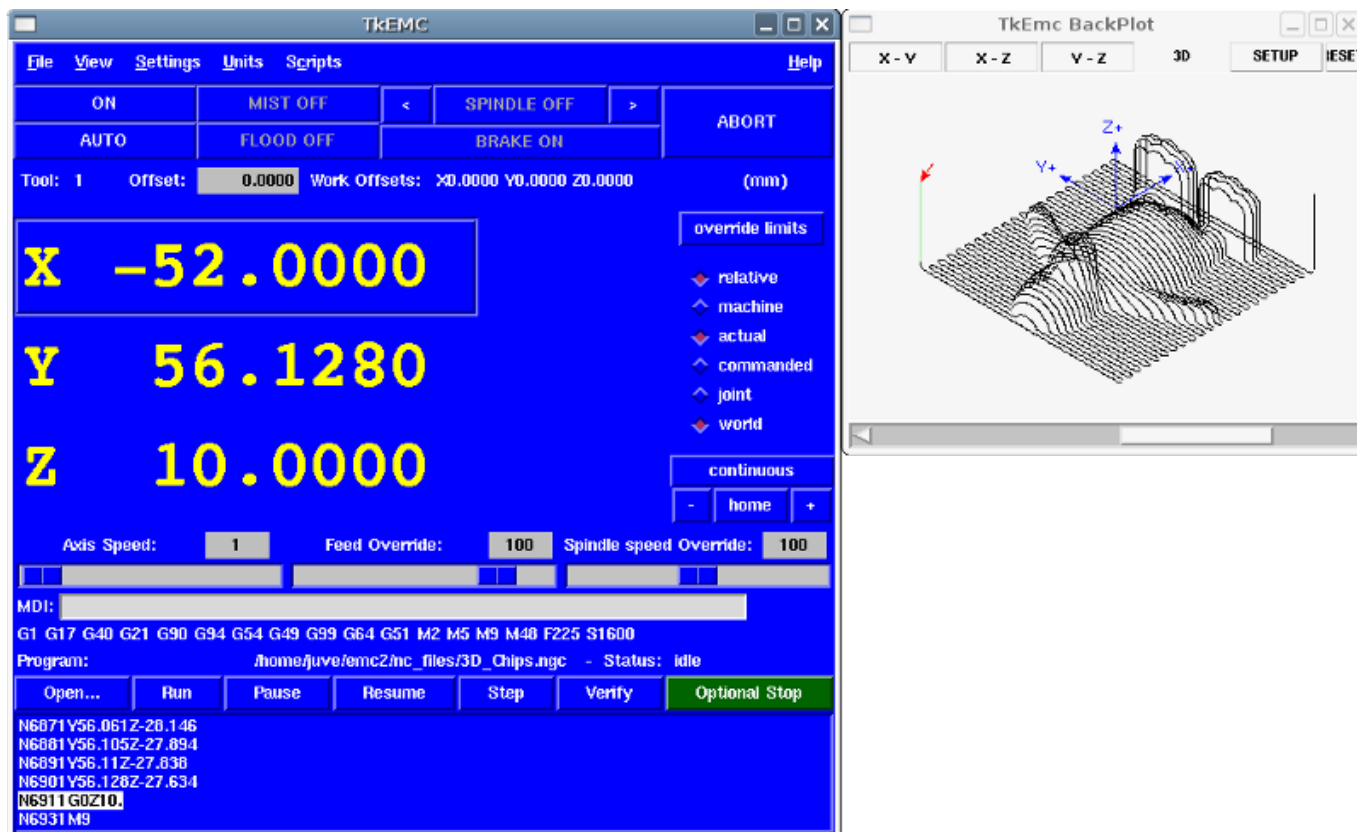 TkEMC
File View Settings Units Scripts Help
ON MIST OFF < SPINDLE OFF > ABORT
AUTO FLOOD OFF BRAKE ON
Tool: 1 Offset: 0.0000 Work Offsets: X0.0000 Y0.0000 Z0.0000 (mm)
override limits
X -52.0000
relative
machine
Y 56.1280
actual
commanded
joint
world
Z 10.0000
continuous
- home +
Axis Speed: 1 Feed Override: 100 Spindle speed Override: 100
MDI:
G1 G17 G40 G21 G90 G94 G54 G49 G99 G64 G51 M2 M5 M9 M48 F225 S1600
Program: /home/juve/emc2/nc_files/3D_Chips.ngc - Status: idle
Open... Run Pause Resume Step Verify Optional Stop
N6871Y56.061Z-28.146
N6881Y56.105Z-27.894
N6891Y56.11Z-27.838
N6901Y56.128Z-27.634
N6911G0Z10.
N6931M9
TkEmc BackPlot
X - Y X - Z Y - Z 3D SETUP RESE
Z+
Y+ X+